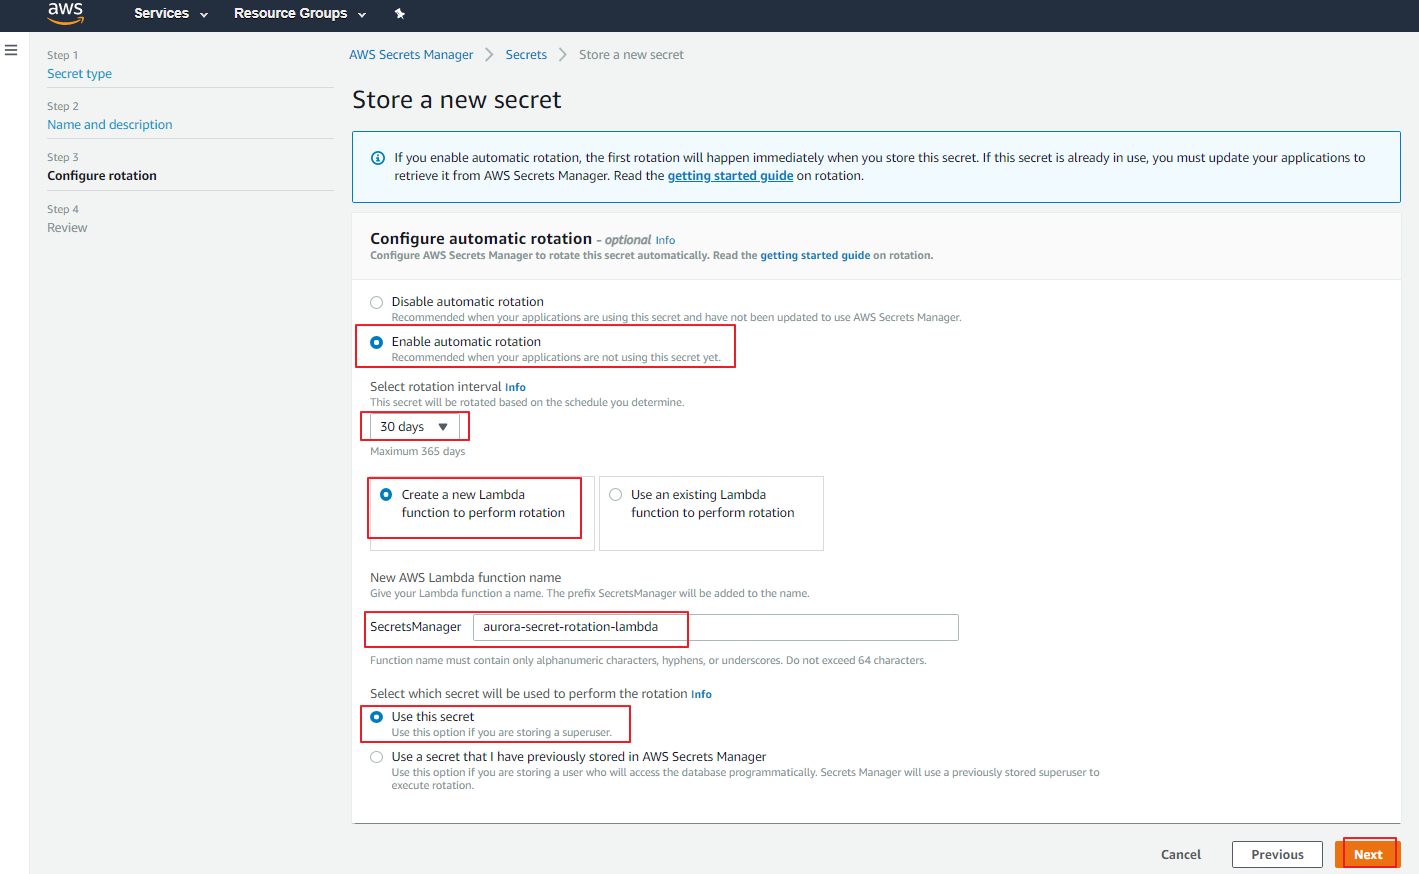 aws Services Resource Groups
Step 1
Secret type
Step 2
Name and description
Step 3
Configure rotation
Step 4
Review
AWS Secrets Manager Secrets Store a new secret
Store a new secret
If you enable automatic rotation, the first rotation will happen immediately when you store this secret. If this secret is already in use, you must update your applications to
retrieve it from AWS Secrets Manager. Read the getting started guide on rotation.
Configure automatic rotation - optional Info
Configure AWS Secrets Manager to rotate this secret automatically. Read the getting started guide on rotation.
Disable automatic rotation
Recommended when your applications are using this secret and have not been updated to use AWS Secrets Manager.
Enable automatic rotation
Recommended when your applications are not using this secret yet.
Select rotation interval Info
This secret will be rotated based on the schedule you determine.
30 days
Maximum 365 days
Create a new Lambda
function to perform rotation
Use an existing Lambda
function to perform rotation
New AWS Lambda function name
Give your Lambda function a name. The prefix SecretsManager will be added to the name.
SecretsManager aurora-secret-rotation-lambda
Function name must contain only alphanumeric characters, hyphens, or underscores. Do not exceed 64 characters.
Select which secret will be used to perform the rotation Info
Use this secret
Use this option if you are storing a superuser.
Use a secret that I have previously stored in AWS Secrets Manager
Use this option if you are storing a user who will access the database programmatically. Secrets Manager will use a previously stored superuser to
execute rotation.
Cancel Previous Next